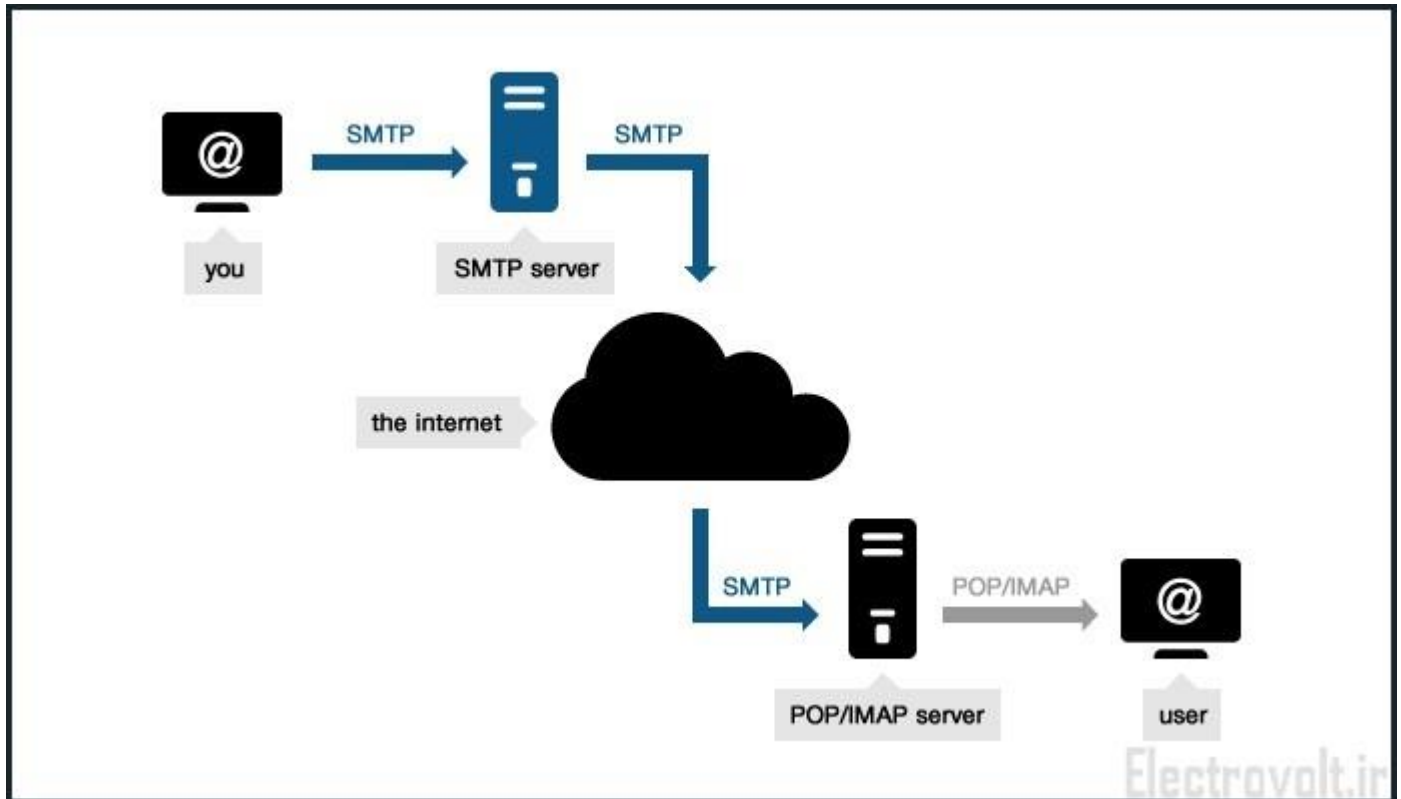 SMTP
SMTP
@
you
SMTP server
the internet
SMTP
POP/IMAP
@
POP/IMAP server
user
Electrovolt.ir